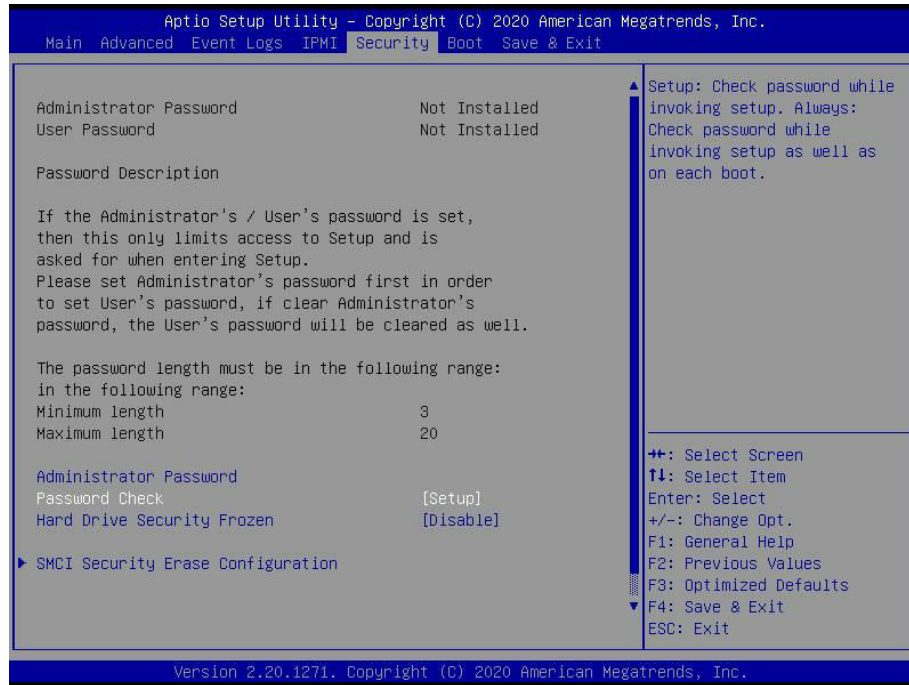 Aptio Setup Utility – Copyright (C) 2020 American Megatrends, Inc.
Main Advanced Event Logs IPMI Security Boot Save & Exit
Administrator Password Not Installed
User Password Not Installed
Password Description
If the Administrator's / User's password is set,
then this only limits access to Setup and is
asked for when entering Setup.
Please set Administrator's password first in order
to set User's password, if clear Administrator's
password, the User's password will be cleared as well.
The password length must be in the following range:
in the following range:
Minimum length 3
Maximum length 20
Administrator Password
Password Check [Setup]
Hard Drive Security Frozen [Disable]
SMCI Security Erase Configuration
Setup: Check password while
invoking setup. Always:
Check password while
invoking setup as well as
on each boot.
→←: Select Screen
↑↓: Select Item
Enter: Select
+/-: Change Opt.
F1: General Help
F2: Previous Values
F3: Optimized Defaults
F4: Save & Exit
ESC: Exit
Version 2.20.1271. Copyright (C) 2020 American Megatrends, Inc.